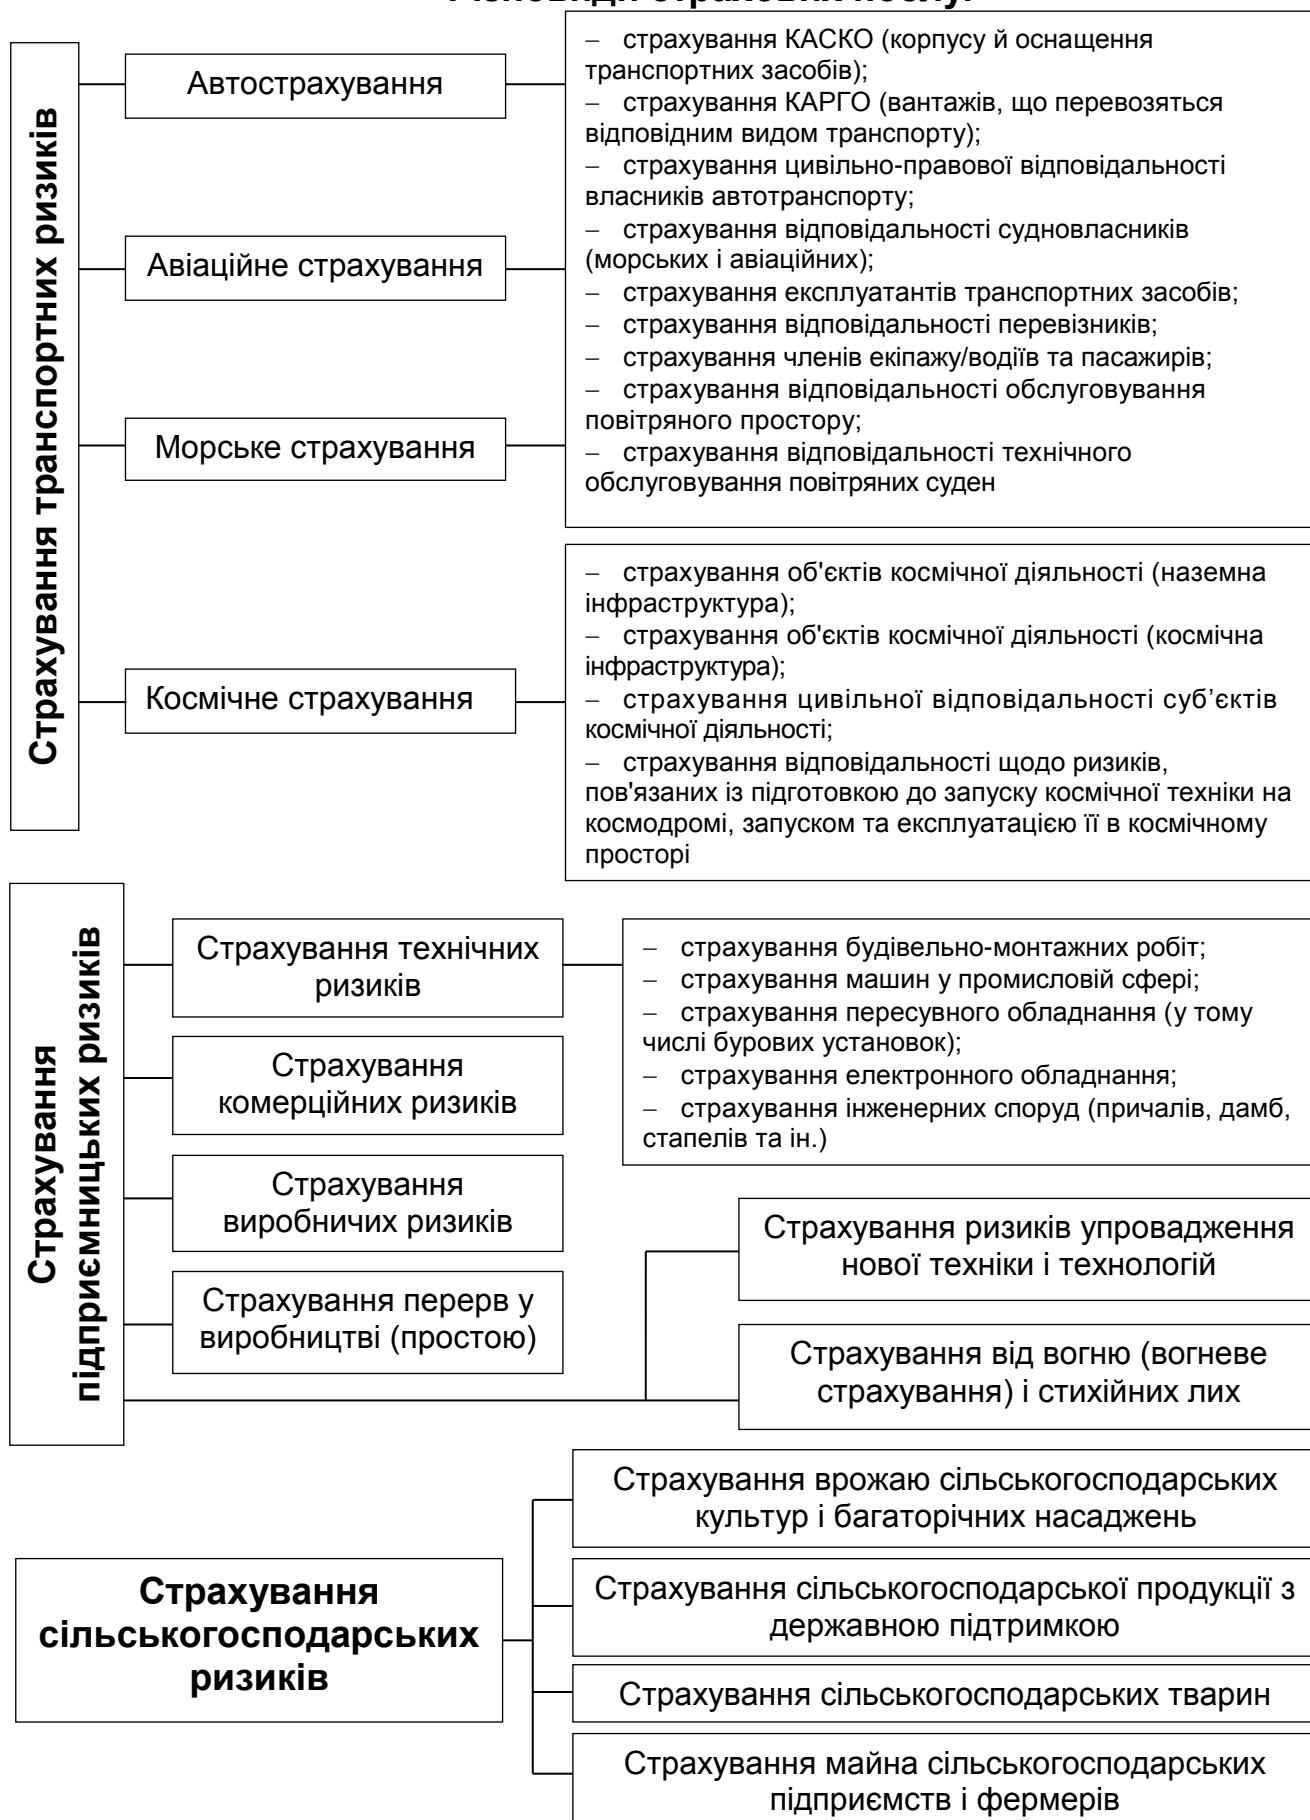 Різновиди страхових послуг
Страхування транспортних ризиків
Автострахування
Авіаційне страхування
Морське страхування
– страхування КАСКО (корпусу й оснащення
транспортних засобів);
– страхування КАРГО (вантажів, що перевозяться
відповідним видом транспорту);
– страхування цивільно-правової відповідальності
власників автотранспорту;
– страхування відповідальності судновласників
(морських і авіаційних);
– страхування експлуатантів транспортних засобів;
– страхування відповідальності перевізників;
– страхування членів екіпажу/водіїв та пасажирів;
– страхування відповідальності обслуговування
повітряного простору;
– страхування відповідальності технічного
обслуговування повітряних суден
Космічне страхування
– страхування об'єктів космічної діяльності (наземна
інфраструктура);
– страхування об'єктів космічної діяльності (космічна
інфраструктура);
– страхування цивільної відповідальності суб’єктів
космічної діяльності;
– страхування відповідальності щодо ризиків,
пов'язаних із підготовкою до запуску космічної техніки на
космодромі, запуском та експлуатацією її в космічному
просторі
Страхування
підприємницьких ризиків
Страхування технічних
ризиків
– страхування будівельно-монтажних робіт;
– страхування машин у промисловій сфері;
– страхування пересувного обладнання (у тому
числі бурових установок);
– страхування електронного обладнання;
– страхування інженерних споруд (причалів, дамб,
стапелів та ін.)
Страхування
комерційних ризиків
Страхування
виробничих ризиків
Страхування перерв у
виробництві (простою)
Страхування ризиків упровадження
нової техніки і технологій
Страхування від вогню (вогневе
страхування) і стихійних лих
Страхування
сільськогосподарських
ризиків
Страхування врожаю сільськогосподарських
культур і багаторічних насаджень
Страхування сільськогосподарської продукції з
державною підтримкою
Страхування сільськогосподарських тварин
Страхування майна сільськогосподарських
підприємств і фермерів